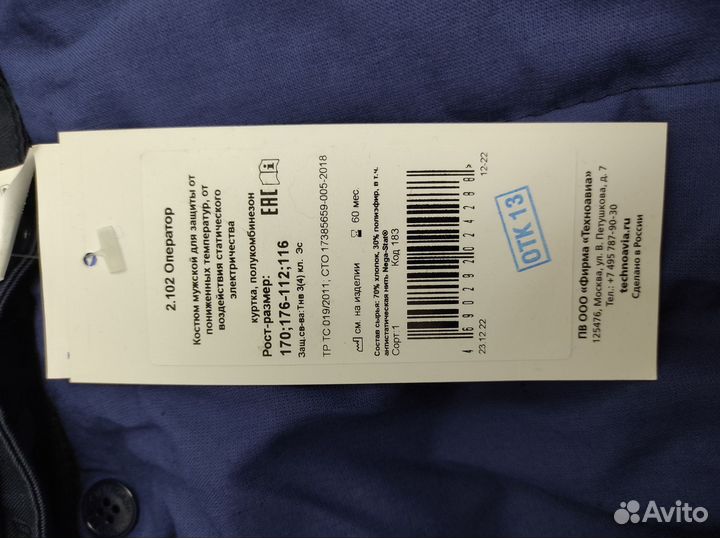 2.102 Оператор
Костюм мужской для защиты от
пониженных температур, от
воздействия статического
электричества
куртка, полукомбинезон
Рост-размер:
170;176-112;116
EAC
Защ.св-ва:Тнв 3(4) кл. Эс
ТР ТС 019/2011; СТО 17385659-005-2018
см. на изделии 60 мес.
Состав сырья: 70% хлопок, 30% полиэфир, в т.ч.
антистатическая нить Nega-Stat®
Сорт:1 Код 183
4 690292 024288 >
23.12.22 12-22
ОТК 13
ПВ ООО «Фирма «Техноавиа»
125476, Москва, ул. В. Петушкова, д. 7
Тел.: +7 495 787-90-30
technoavia.ru
Сделано в России
Avito